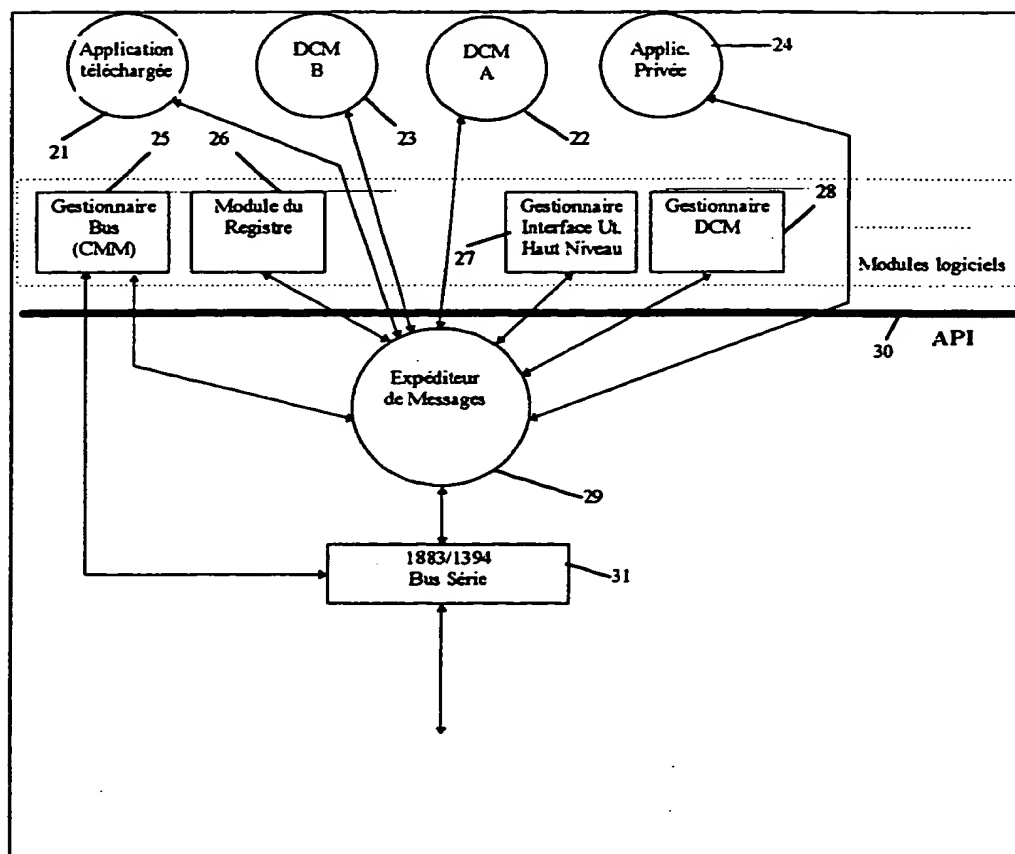 Application
téléchargée
DCM
B
DCM
A
Applic.
Privée
24
21
25
26
23
22
Gestionnaire
Bus
(CMM)
Module du
Registre
Gestionnaire
Interface Ut.
Haut Niveau
27
Gestionnaire
DCM
28
Modules logiciels
30
API
Expéditeur
de Messages
29
1883/1394
Bus Série
31